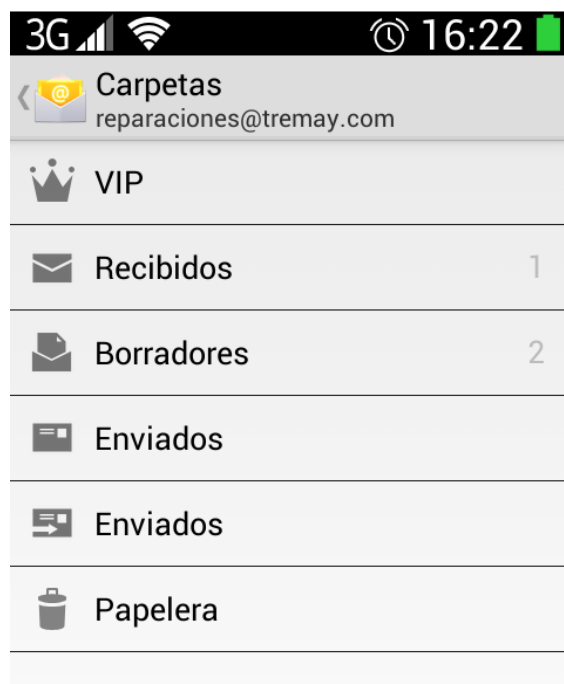 3G 16:22
Carpetas
reparaciones@tremay.com
VIP
Recibidos 1
Borradores 2
Enviados
Enviados
Papelera